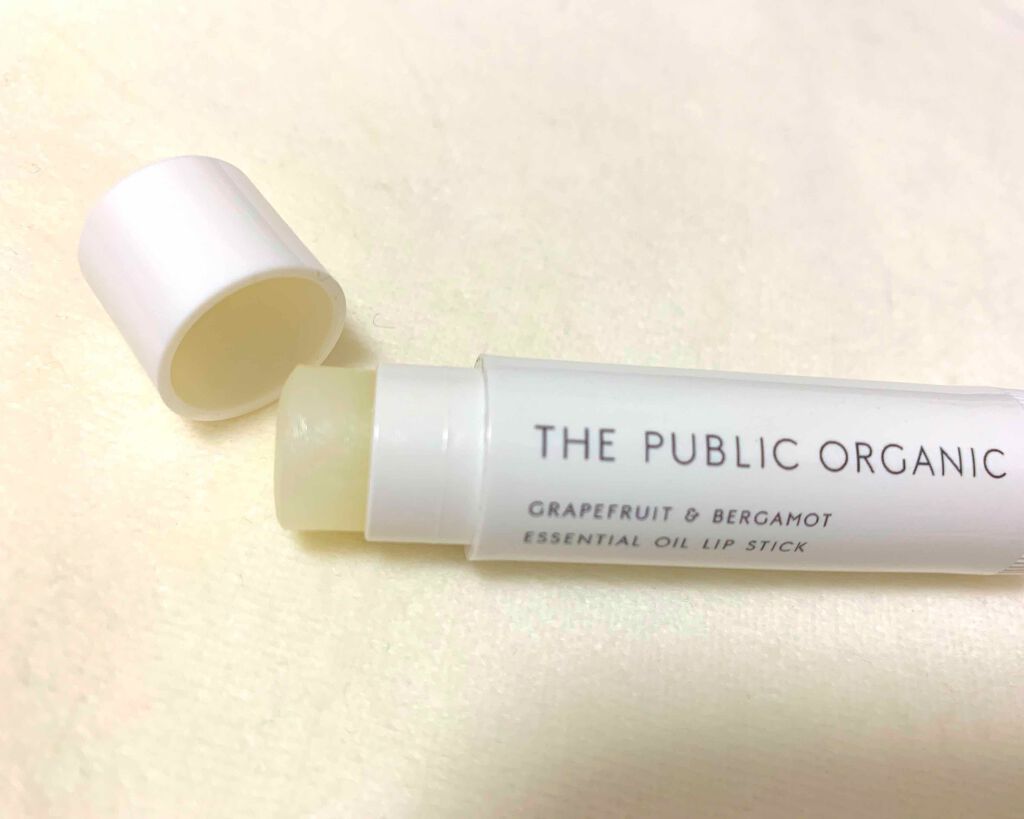 THE PUBLIC ORGANIC
GRAPEFRUIT & BERGAMOT
ESSENTIAL OIL LIP STICK